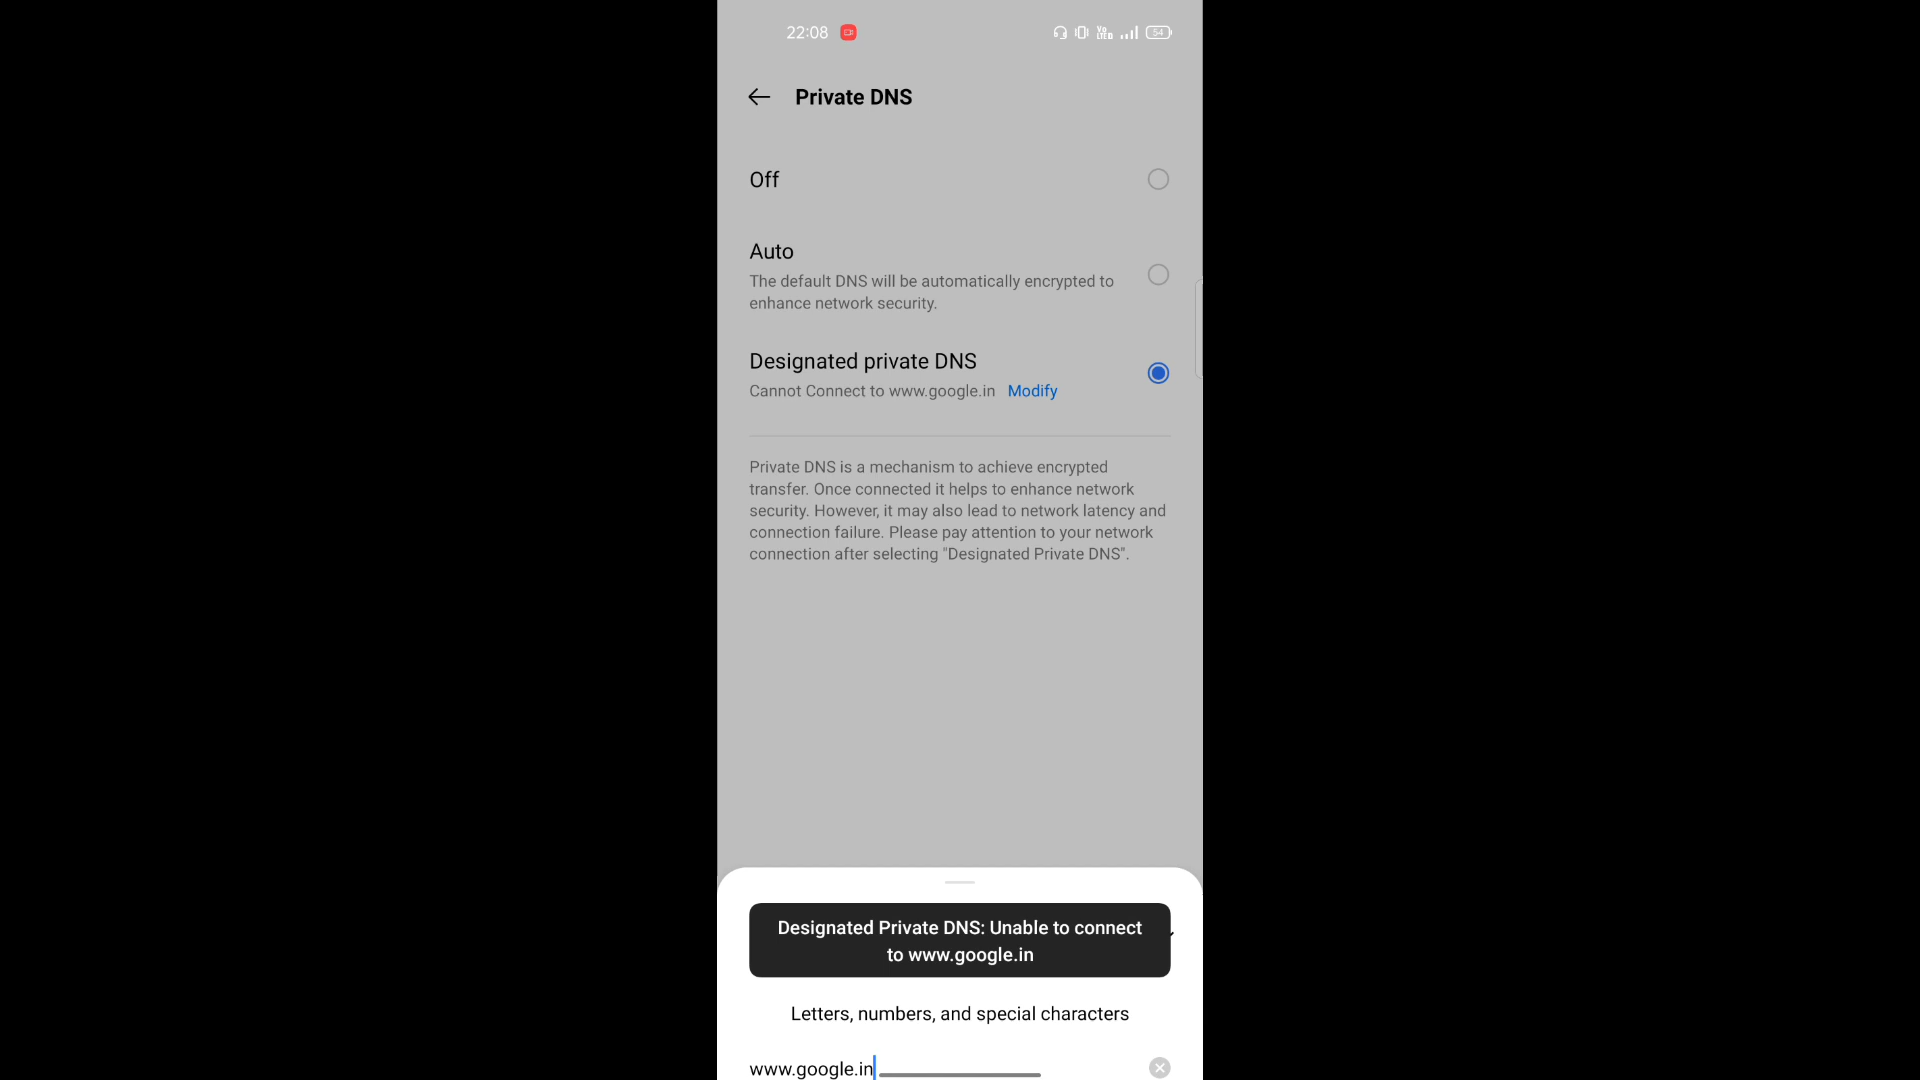 22:08
Vo
LTE
54
Private DNS
Off
Auto
The default DNS will be automatically encrypted to
enhance network security.
Designated private DNS
Cannot Connect to www.google.in Modify
Private DNS is a mechanism to achieve encrypted
transfer. Once connected it helps to enhance network
security. However, it may also lead to network latency and
connection failure. Please pay attention to your network
connection after selecting "Designated Private DNS".
Designated Private DNS: Unable to connect
to www.google.in
Letters, numbers, and special characters
www.google.in